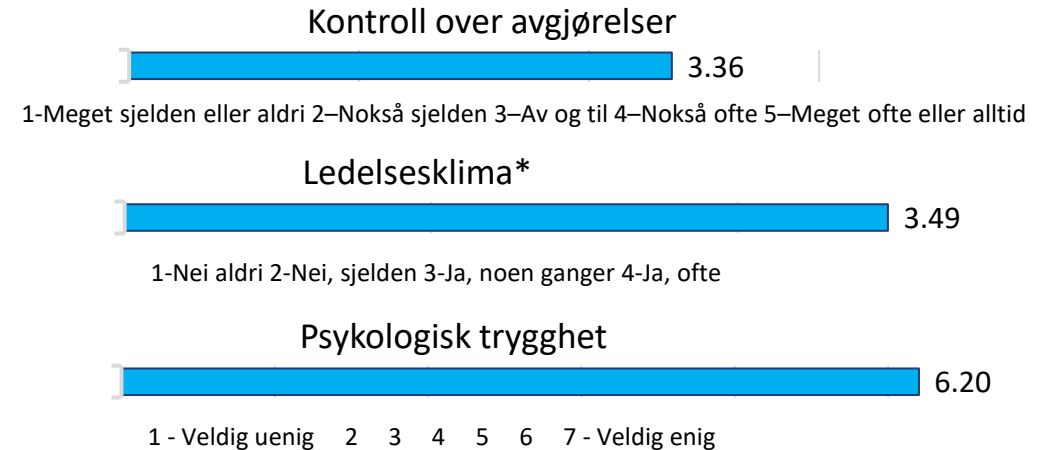 Kontroll over avgjørelser
3.36
1-Meget sjelden eller aldri 2–Nokså sjelden 3–Av og til 4–Nokså ofte 5–Meget ofte eller alltid
Ledelsesklima*
3.49
1-Nei aldri 2-Nei, sjelden 3-Ja, noen ganger 4-Ja, ofte
Psykologisk trygghet
6.20
1 - Veldig uenig 2 3 4 5 6 7 - Veldig enig